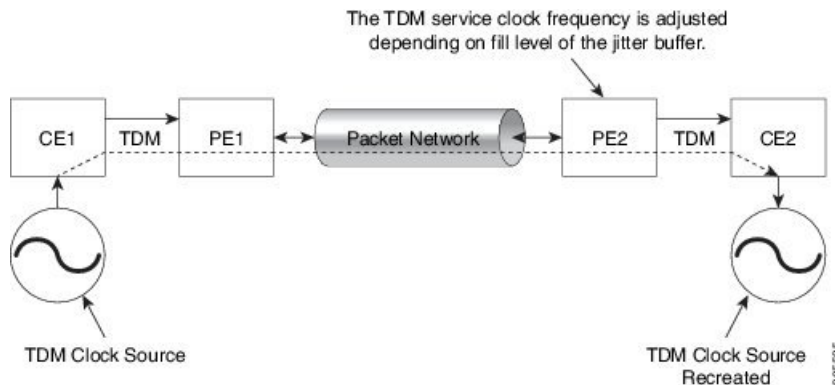 The TDM service clock frequency is adjusted
depending on fill level of the jitter buffer.
CE1
TDM
PE1
Packet Network
PE2
TDM
CE2
TDM Clock Source
TDM Clock Source
Recreated